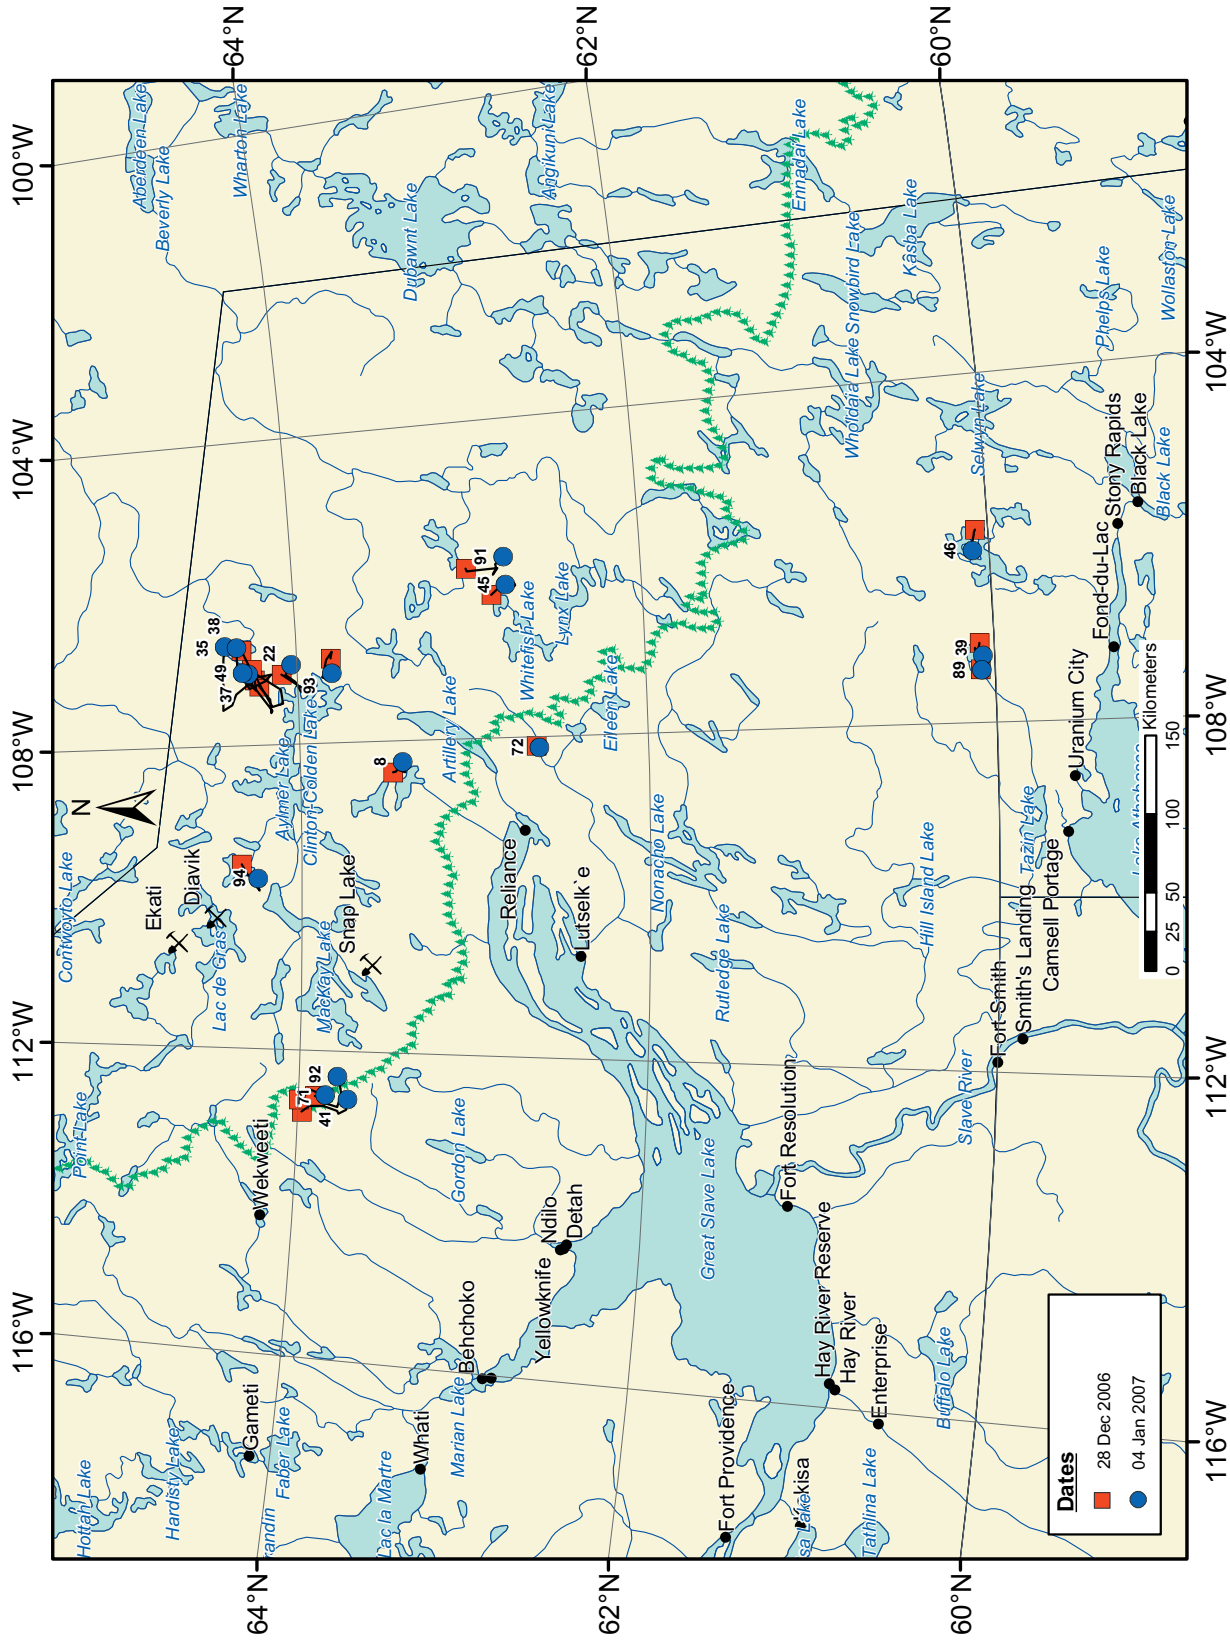 64°N
62°N
60°N
100°W
104°W
104°W
108°W
108°W
112°W
112°W
116°W
116°W
64°N
62°N
60°N
Aberdeen Lake
Beverly Lake
Wharton Lake
Dubawnt Lake
Angikuni Lake
Ennadai Lake
Kasba Lake
Snowbird Lake
Wholdaia Lake
Selwyn Lake
Phelps Lake
Wollaston Lake
Black Lake
Stony Rapids
Black Lake
Fond-du-Lac
Uranium City
Camsell Portage
Tazin Lake
Hill Island Lake
Smith's Landing
Fort Smith
Slave River
Contwoyto Lake
Ekati
Diavik
Lac de Gras
Aylmer Lake
Clinton-Colden Lake
MacKay Lake
Snap Lake
Artillery Lake
Whitefish Lake
Lynx Lake
Eileen Lake
Nonacho Lake
Rutledge Lake
Reliance
Lutselk`e
Great Slave Lake
Fort Resolution
Hay River Reserve
Hay River
Enterprise
Buffalo Lake
Tathlina Lake
Fort Providence
Point Lake
Wekweeti
Gordon Lake
Ndilo
Detah
Yellowknife
Behchoko
Marian Lake
Whati
Lac la Martre
Gameti
Faber Lake
Hardisty Lake
Hottah Lake
N
35
38
49
37
22
93
94
8
91
45
72
71
92
41
46
39
89
0 25 50 100 150
Kilometers
Dates
28 Dec 2006
04 Jan 2007